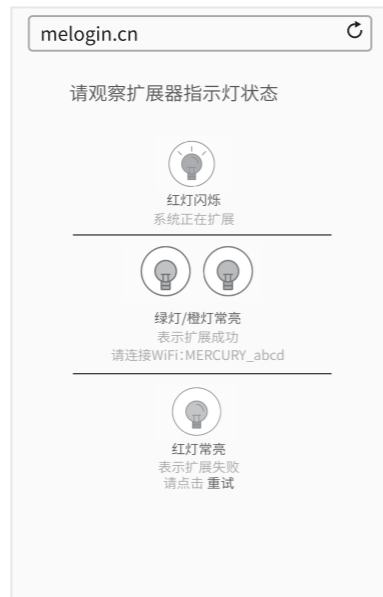 melogin.cn
请观察扩展器指示灯状态
红灯闪烁
系统正在扩展
绿灯/橙灯常亮
表示扩展成功
请连接WiFi:MERCURY_abcd
红灯常亮
表示扩展失败
请点击 重试